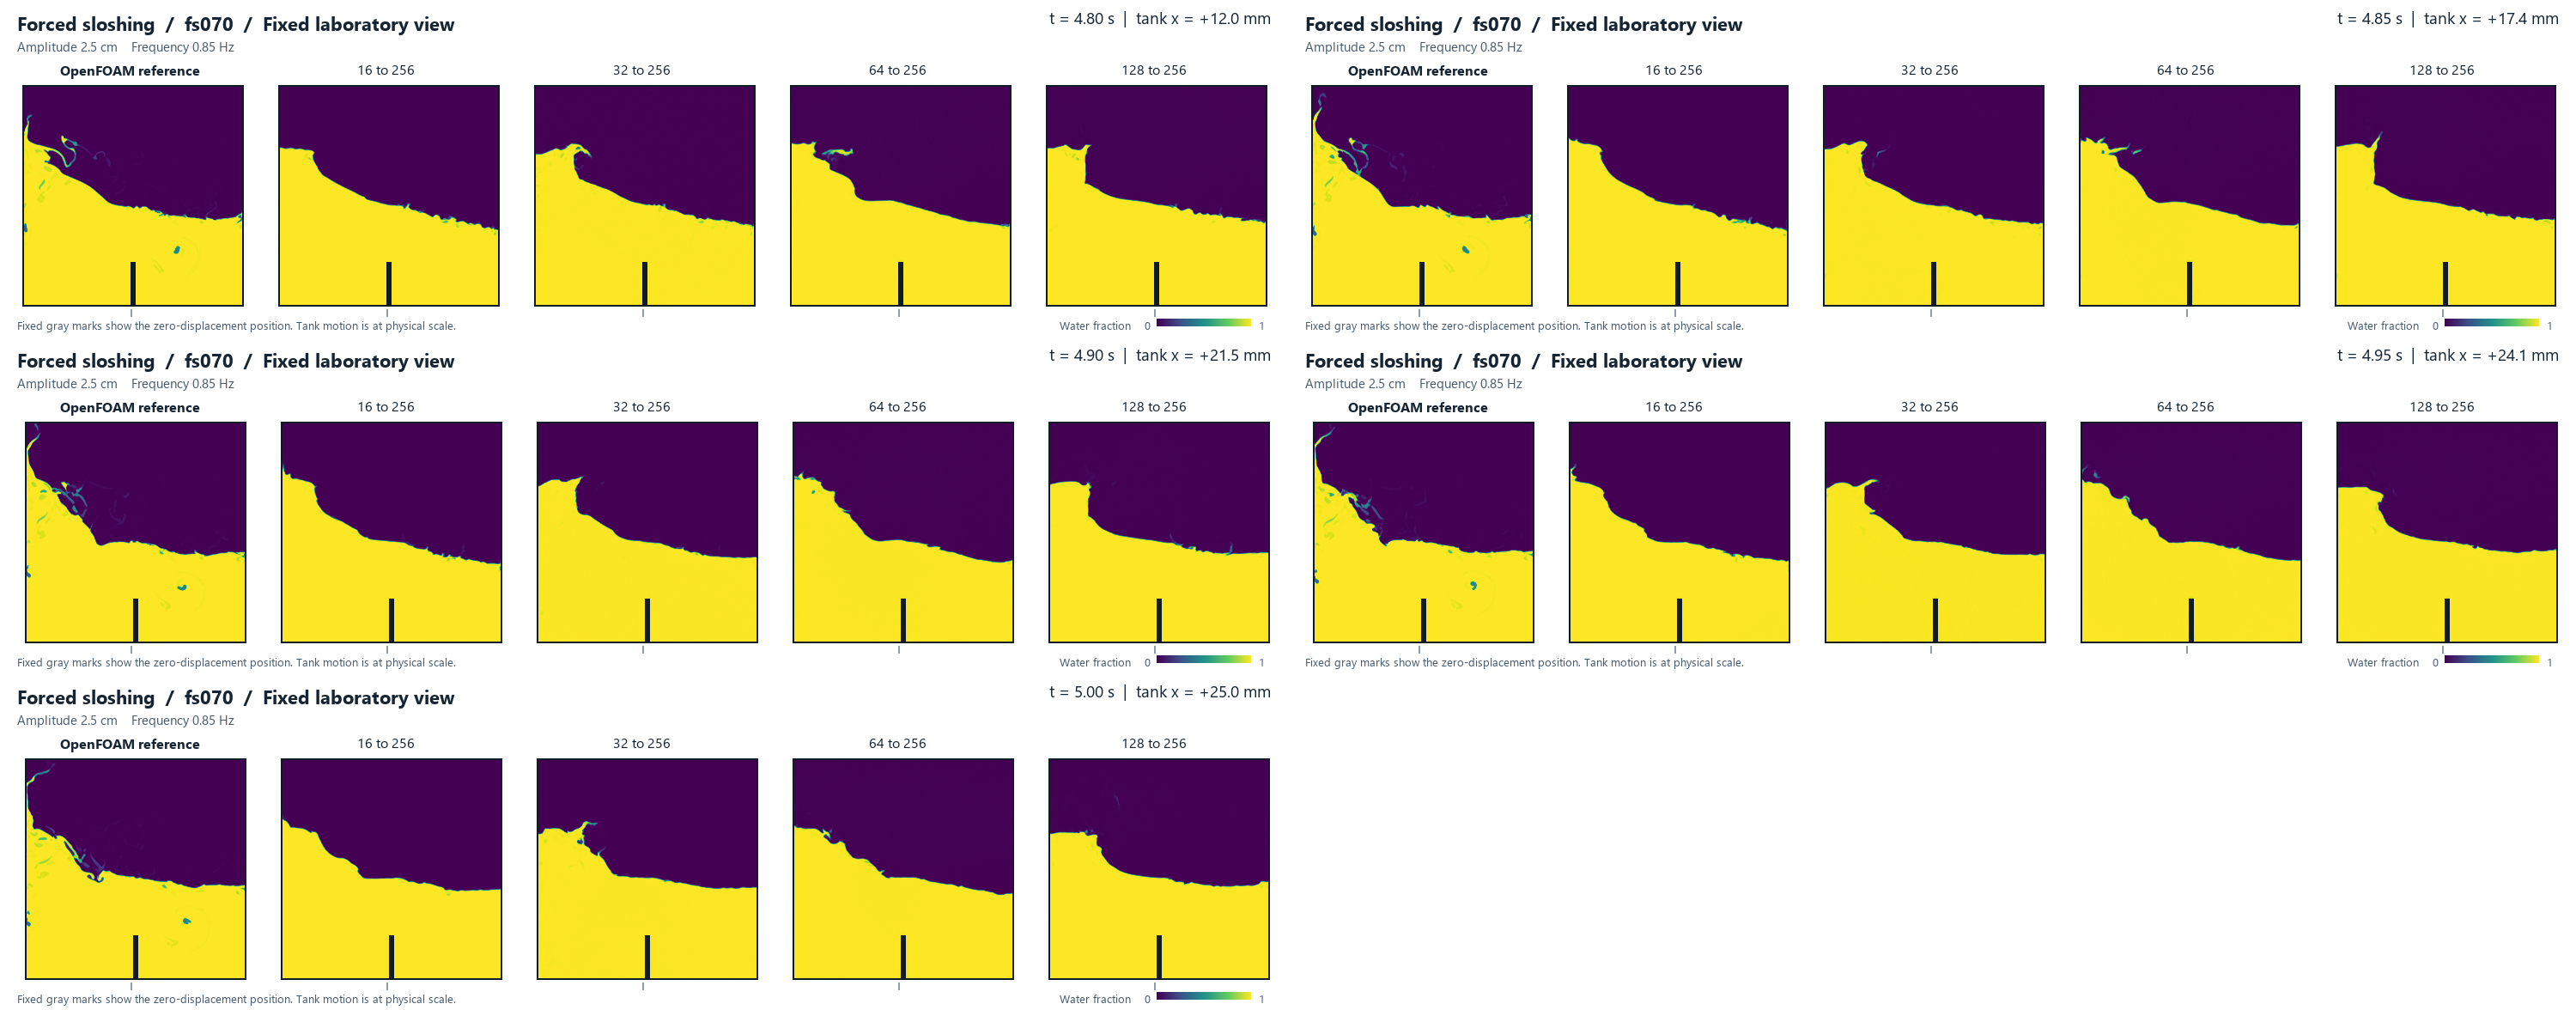 Forced sloshing / fs070 / Fixed laboratory view
t = 4.80 s | tank x = +12.0 mm
Amplitude 2.5 cm Frequency 0.85 Hz
OpenFOAM reference 16 to 256 32 to 256 64 to 256 128 to 256
Fixed gray marks show the zero-displacement position. Tank motion is at physical scale.
Water fraction 0 1
Forced sloshing / fs070 / Fixed laboratory view
t = 4.85 s | tank x = +17.4 mm
Amplitude 2.5 cm Frequency 0.85 Hz
OpenFOAM reference 16 to 256 32 to 256 64 to 256 128 to 256
Fixed gray marks show the zero-displacement position. Tank motion is at physical scale.
Water fraction 0 1
Forced sloshing / fs070 / Fixed laboratory view
t = 4.90 s | tank x = +21.5 mm
Amplitude 2.5 cm Frequency 0.85 Hz
OpenFOAM reference 16 to 256 32 to 256 64 to 256 128 to 256
Fixed gray marks show the zero-displacement position. Tank motion is at physical scale.
Water fraction 0 1
Forced sloshing / fs070 / Fixed laboratory view
t = 4.95 s | tank x = +24.1 mm
Amplitude 2.5 cm Frequency 0.85 Hz
OpenFOAM reference 16 to 256 32 to 256 64 to 256 128 to 256
Fixed gray marks show the zero-displacement position. Tank motion is at physical scale.
Water fraction 0 1
Forced sloshing / fs070 / Fixed laboratory view
t = 5.00 s | tank x = +25.0 mm
Amplitude 2.5 cm Frequency 0.85 Hz
OpenFOAM reference 16 to 256 32 to 256 64 to 256 128 to 256
Fixed gray marks show the zero-displacement position. Tank motion is at physical scale.
Water fraction 0 1